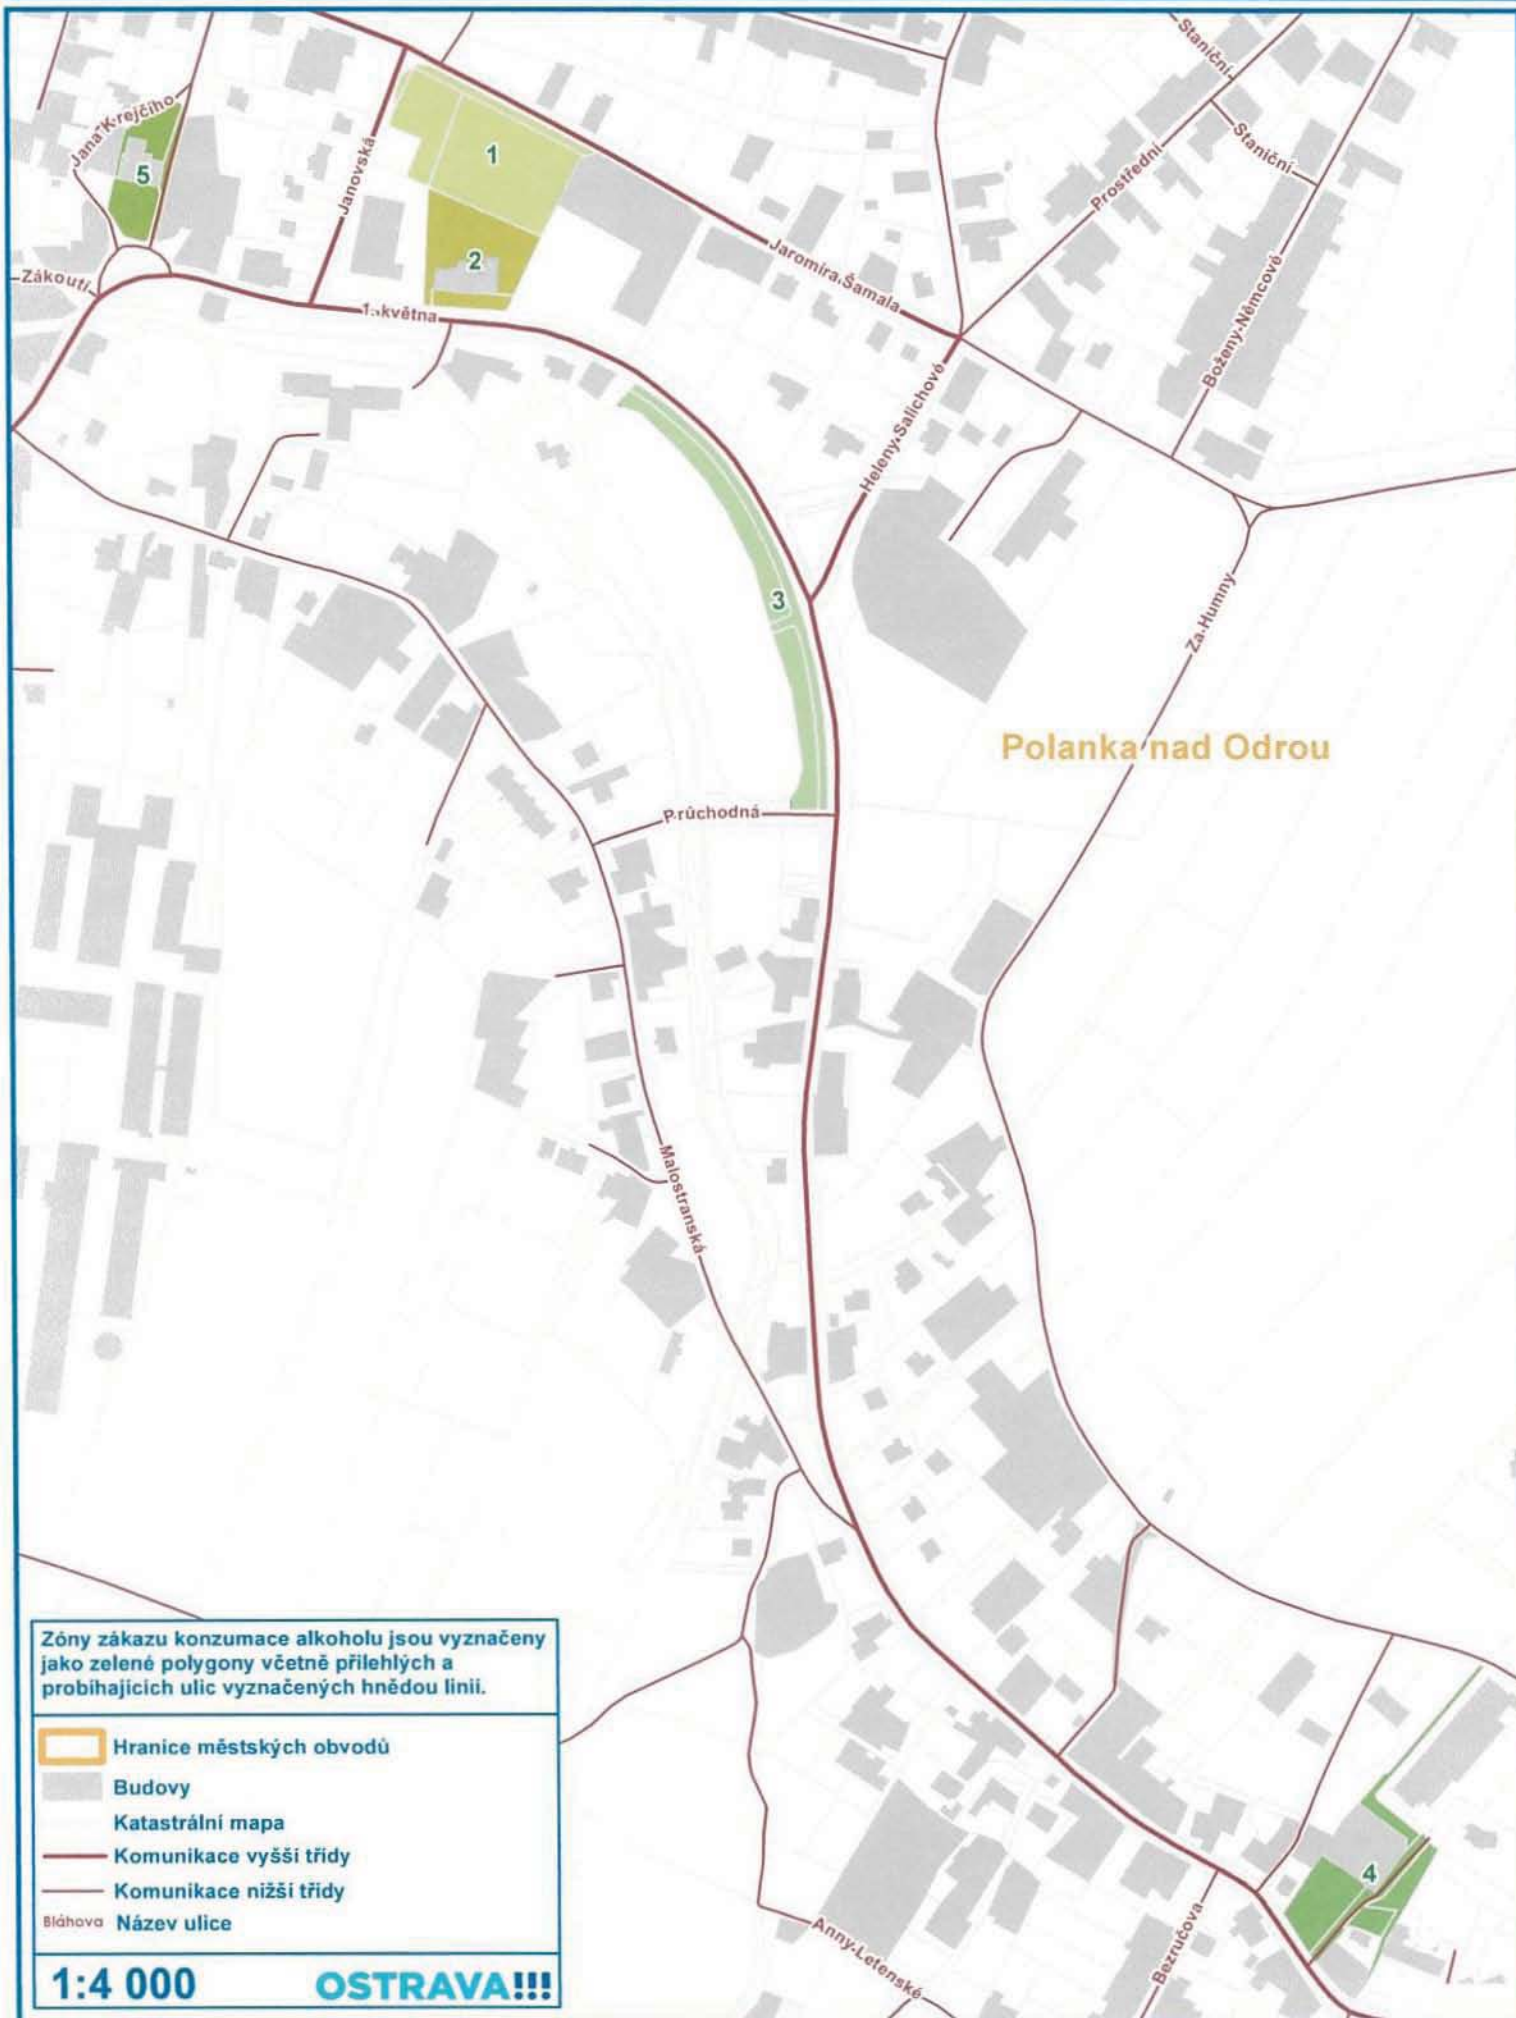 Staniční
Jana Krejčího
Staniční
Janovská
1
5
Prostřední
2
Jaromíra Šamala
Zákoutí
1. května
Boženy Němcové
Heleny Salichové
3
Za Humny
Polanka nad Odrou
Průchodná
Malostranská
Zóny zákazu konzumace alkoholu jsou vyznačeny
jako zelené polygony včetně přilehlých a
probíhajících ulic vyznačených hnědou linií.
Hranice městských obvodů
Budovy
Katastrální mapa
Komunikace vyšší třídy
Komunikace nižší třídy
Bláhova Název ulice
1:4 000 OSTRAVA!!!
4
Anny Letenské
Bezručova